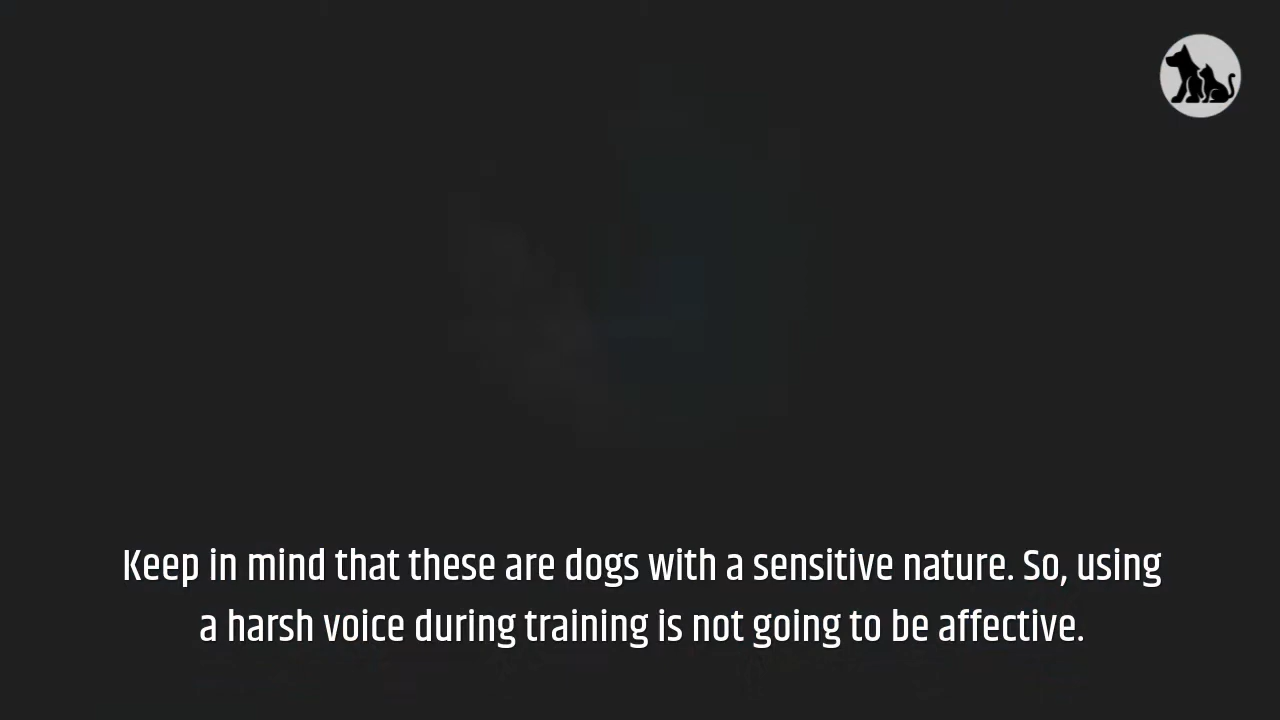 Keep in mind that these are dogs with a sensitive nature. So, using
a harsh voice during training is not going to be affective.